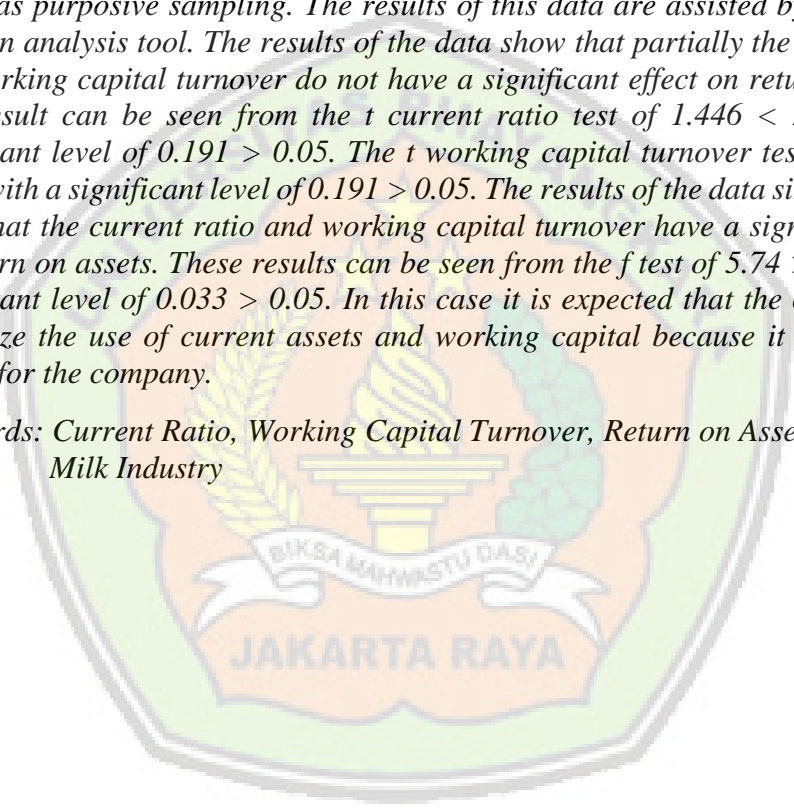 as purposive sampling. The results of this data are assisted by
n analysis tool. The results of the data show that partially the
rking capital turnover do not have a significant effect on retu
sult can be seen from the t current ratio test of 1.446 <
ant level of 0.191 > 0.05. The t working capital turnover tes
with a significant level of 0.191 > 0.05. The results of the data si
hat the current ratio and working capital turnover have a sign
rn on assets. These results can be seen from the f test of 5.74
ant level of 0.033 > 0.05. In this case it is expected that the
ze the use of current assets and working capital because it
for the company.
rds: Current Ratio, Working Capital Turnover, Return on Asse
Milk Industry
UNIVERSITAS BHAYANGKARA
BIKSA MAHWASTU DASI
JAKARTA RAYA